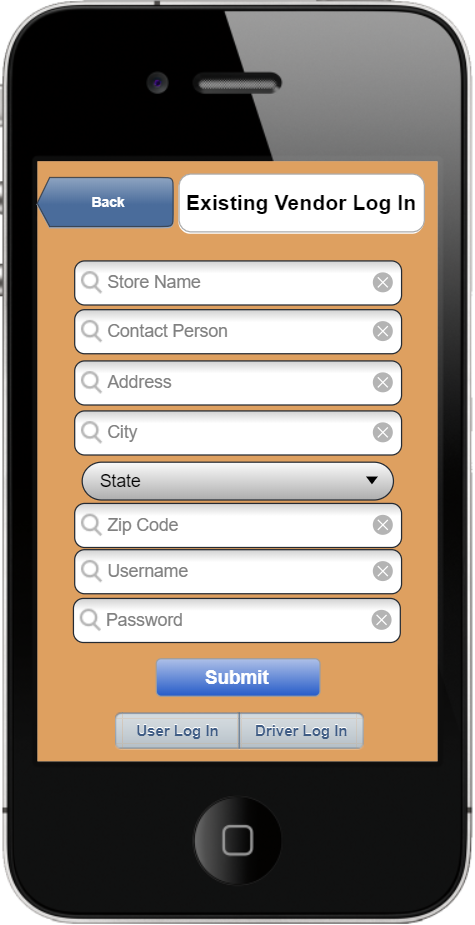 Back
Existing Vendor Log In
Store Name
Contact Person
Address
City
State
Zip Code
Username
Password
Submit
User Log In
Driver Log In